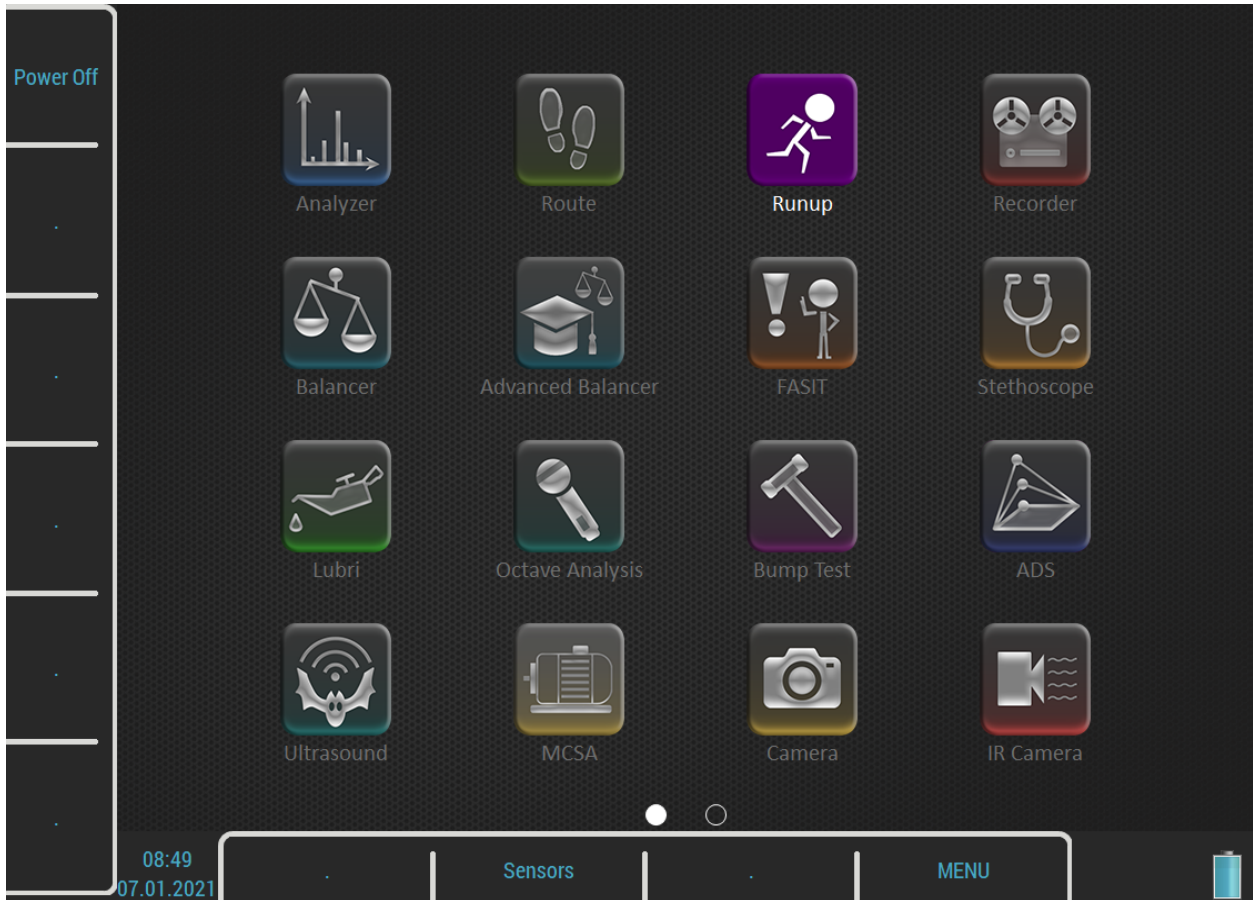 Power Off
Analyzer
Route
Runup
Recorder
Balancer
Advanced Balancer
FASIT
Stethoscope
Lubri
Octave Analysis
Bump Test
ADS
Ultrasound
MCSA
Camera
IR Camera
08:49
07.01.2021
Sensors
MENU